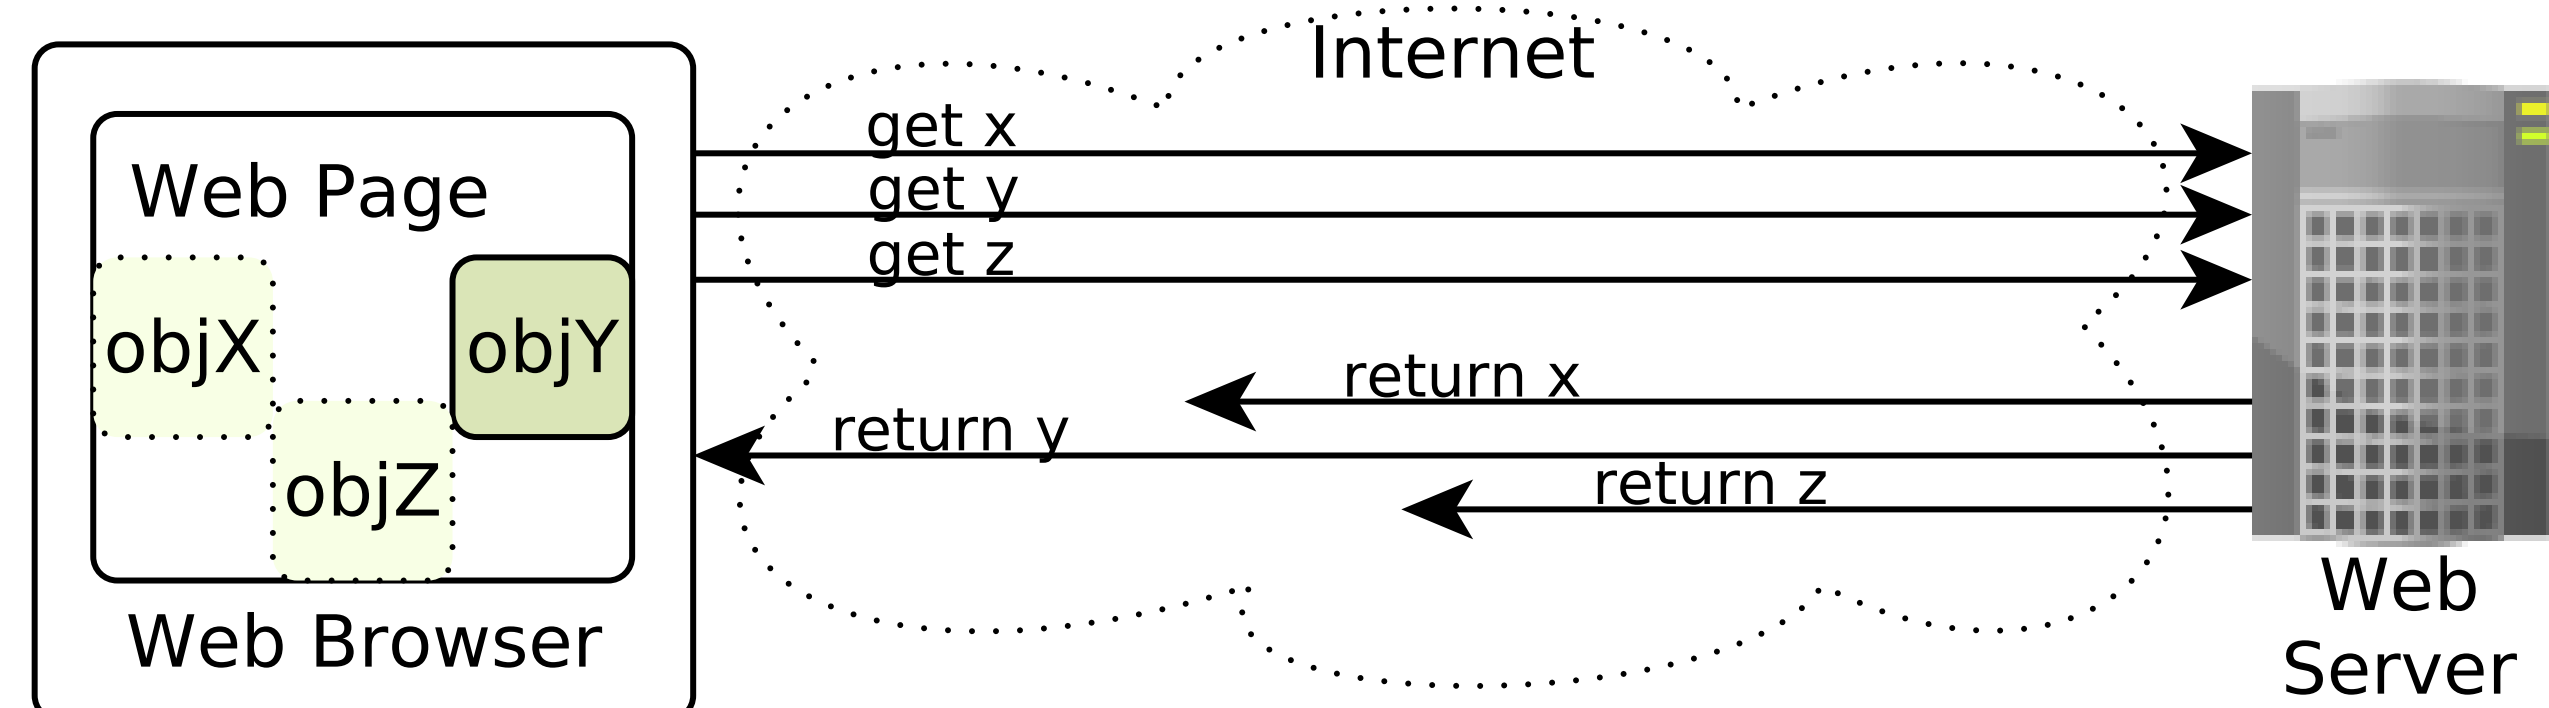 Internet
get x
get y
get z
Web Page
objX
objY
objZ
return x
return y
return z
Web Browser
Web
Server